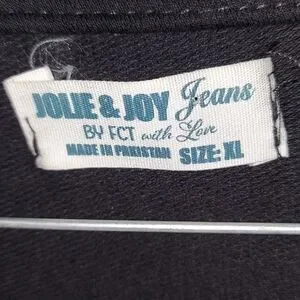 JOLIE & JOY Jeans
BY FCT with Love
MADE IN PAKISTAN SIZE: XL